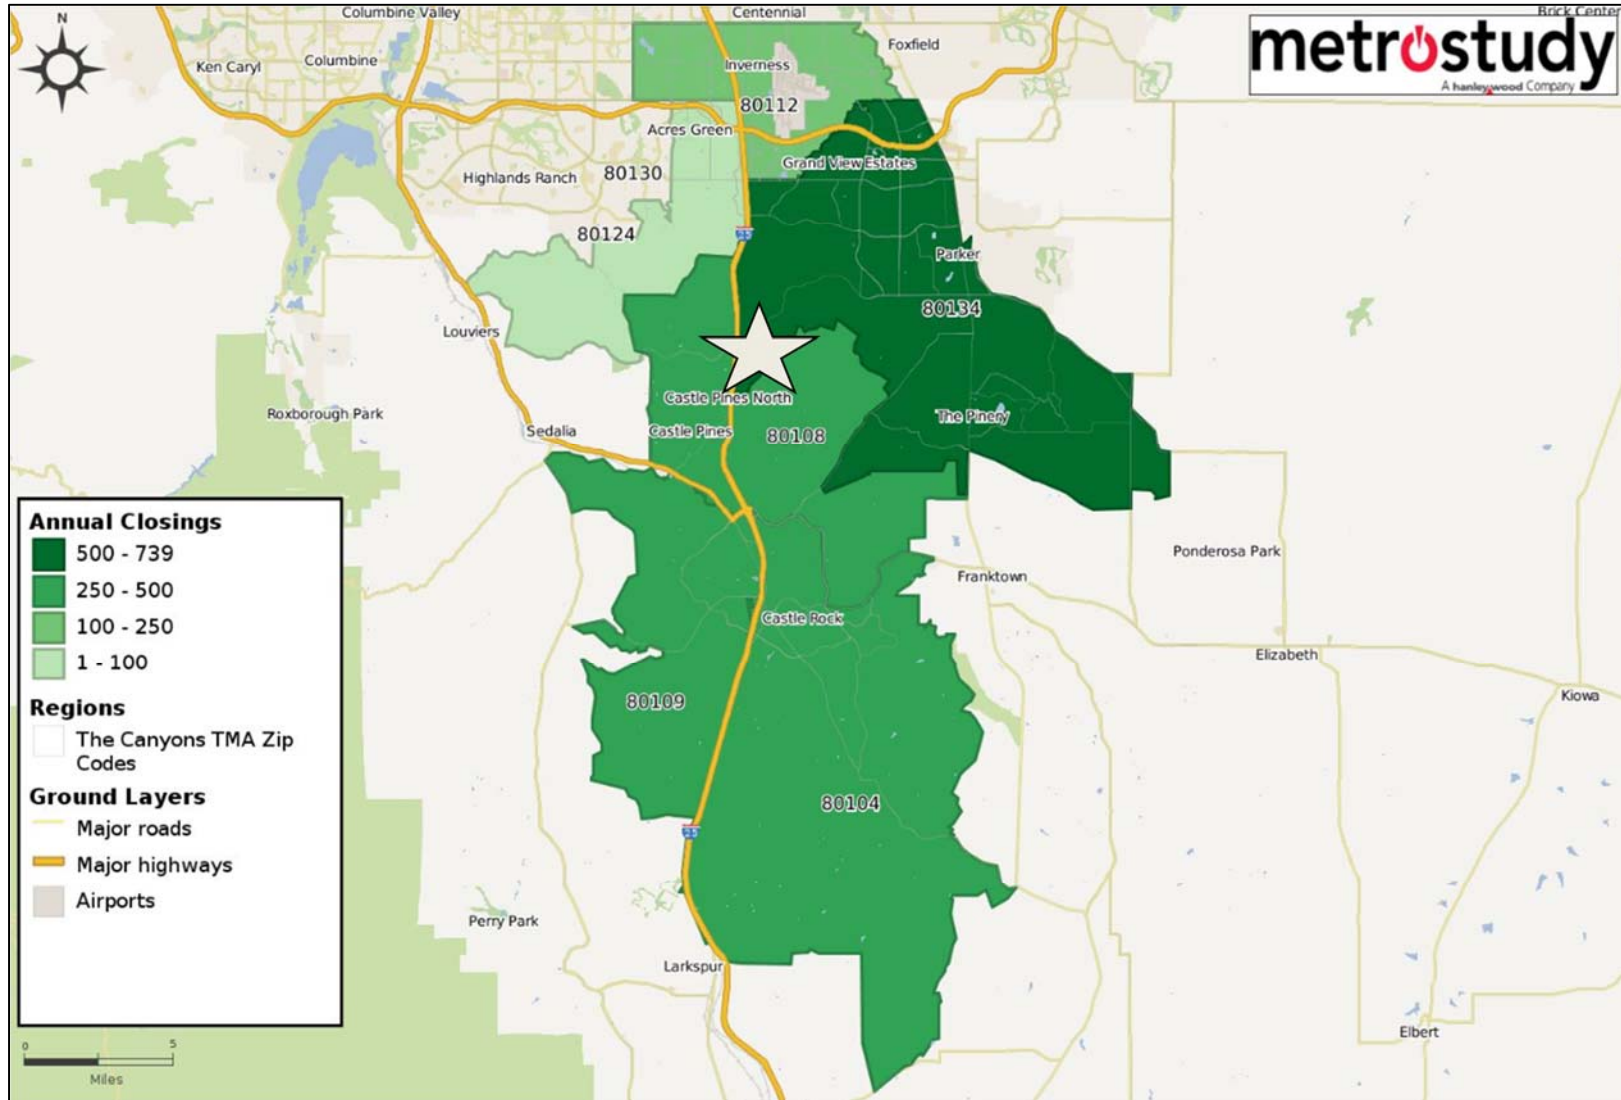 Columbine Valley
Centennial
Brick Center
N
Ken Caryl
Columbine
Inverness
Foxfield
metrostudy
A hanleywood Company
80112
Acres Green
Grand View Estates
Highlands Ranch
80130
80124
25
Parker
80134
Louviers
Castle Pines North
Roxborough Park
Sedalia
Castle Pines
80108
The Pinery
Annual Closings
500 - 739
250 - 500
100 - 250
1 - 100
Regions
The Canyons TMA Zip
Codes
Ground Layers
Major roads
Major highways
Airports
Ponderosa Park
Franktown
Castle Rock
Elizabeth
Kiowa
80109
80104
25
Perry Park
Larkspur
Elbert
0 5
Miles